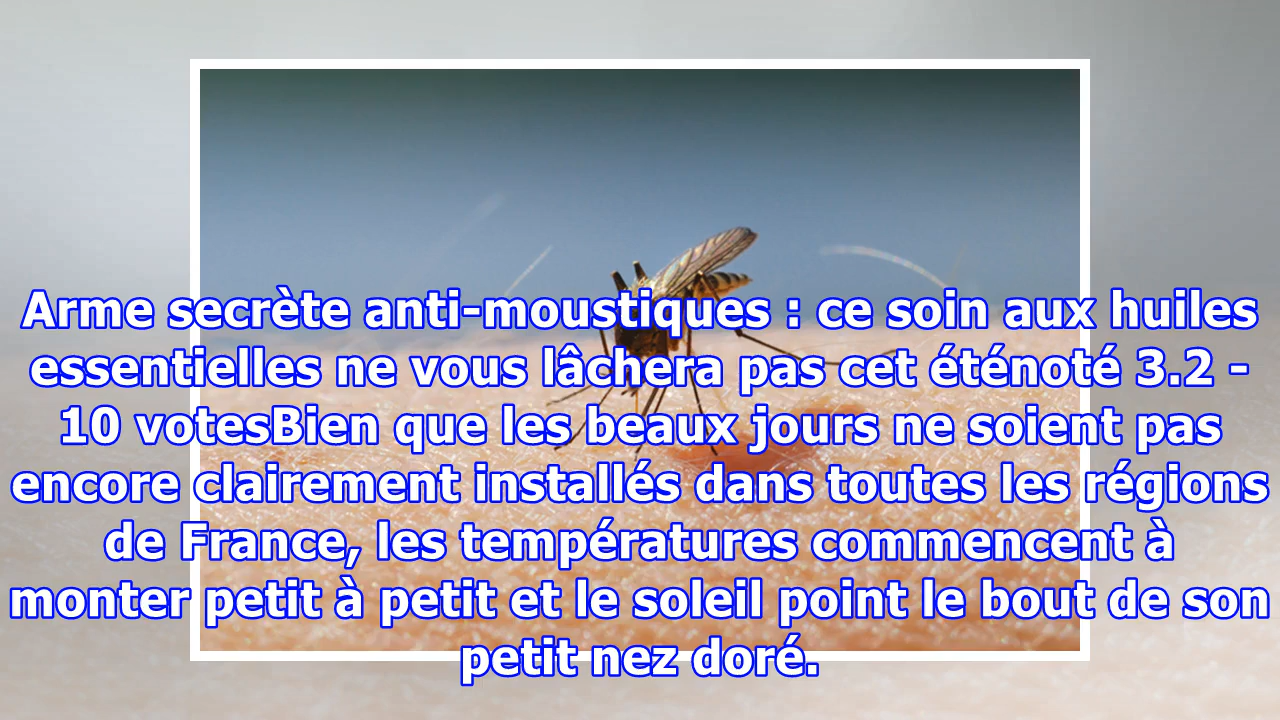 Arme secrète anti-moustiques : ce soin aux huiles
essentielles ne vous lâchera pas cet éténoté 3.2 -
10 votesBien que les beaux jours ne soient pas
encore clairement installés dans toutes les régions
de France, les températures commencent à
monter petit à petit et le soleil point le bout de son
petit nez doré.